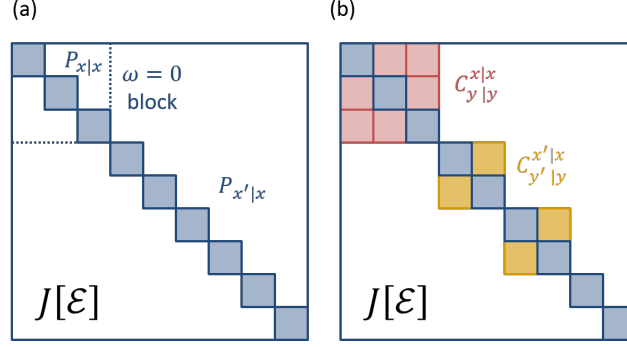 (a)
(b)
P_{x|x}
ω = 0
block
P_{x'|x}
J[ℰ]
C^{x|x}_{y|y}
C^{x'|x}_{y'|y}
J[ℰ]